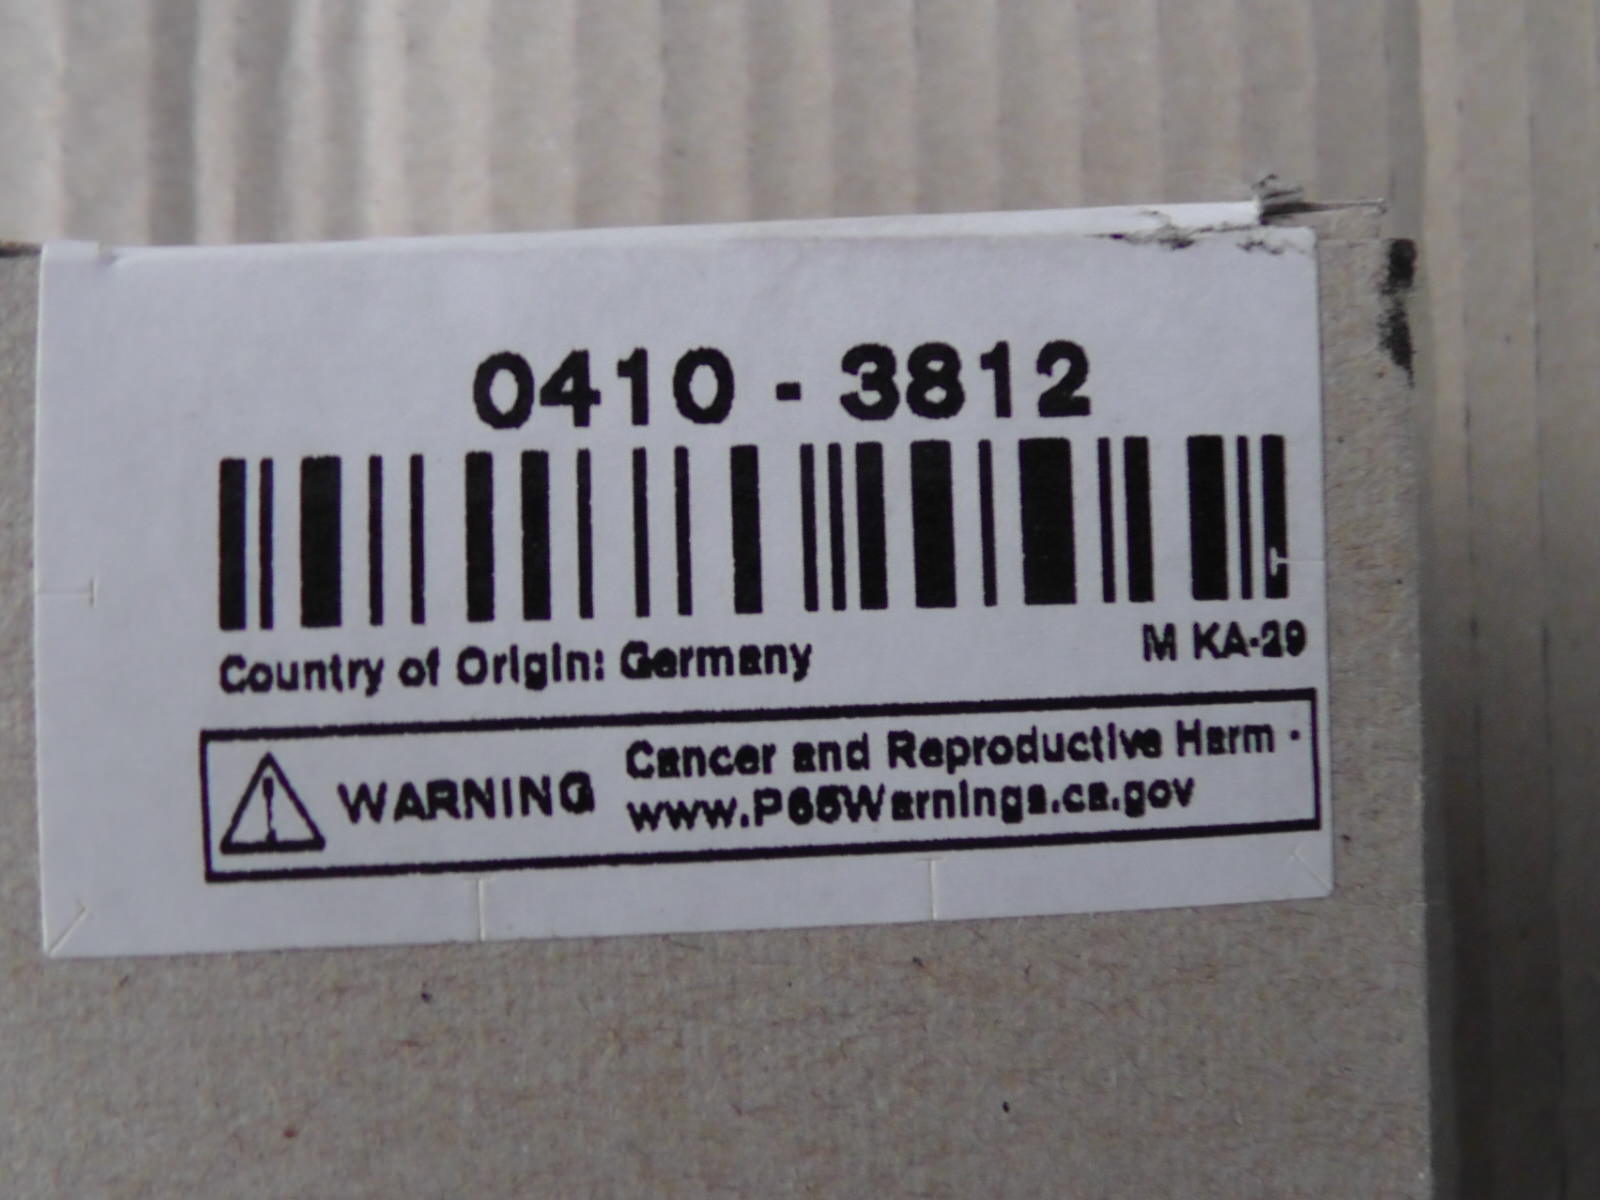 0410 - 3812
Country of Origin: Germany
M KA-29
WARNING
Cancer and Reproductive Harm -
www.P65Warnings.ca.gov